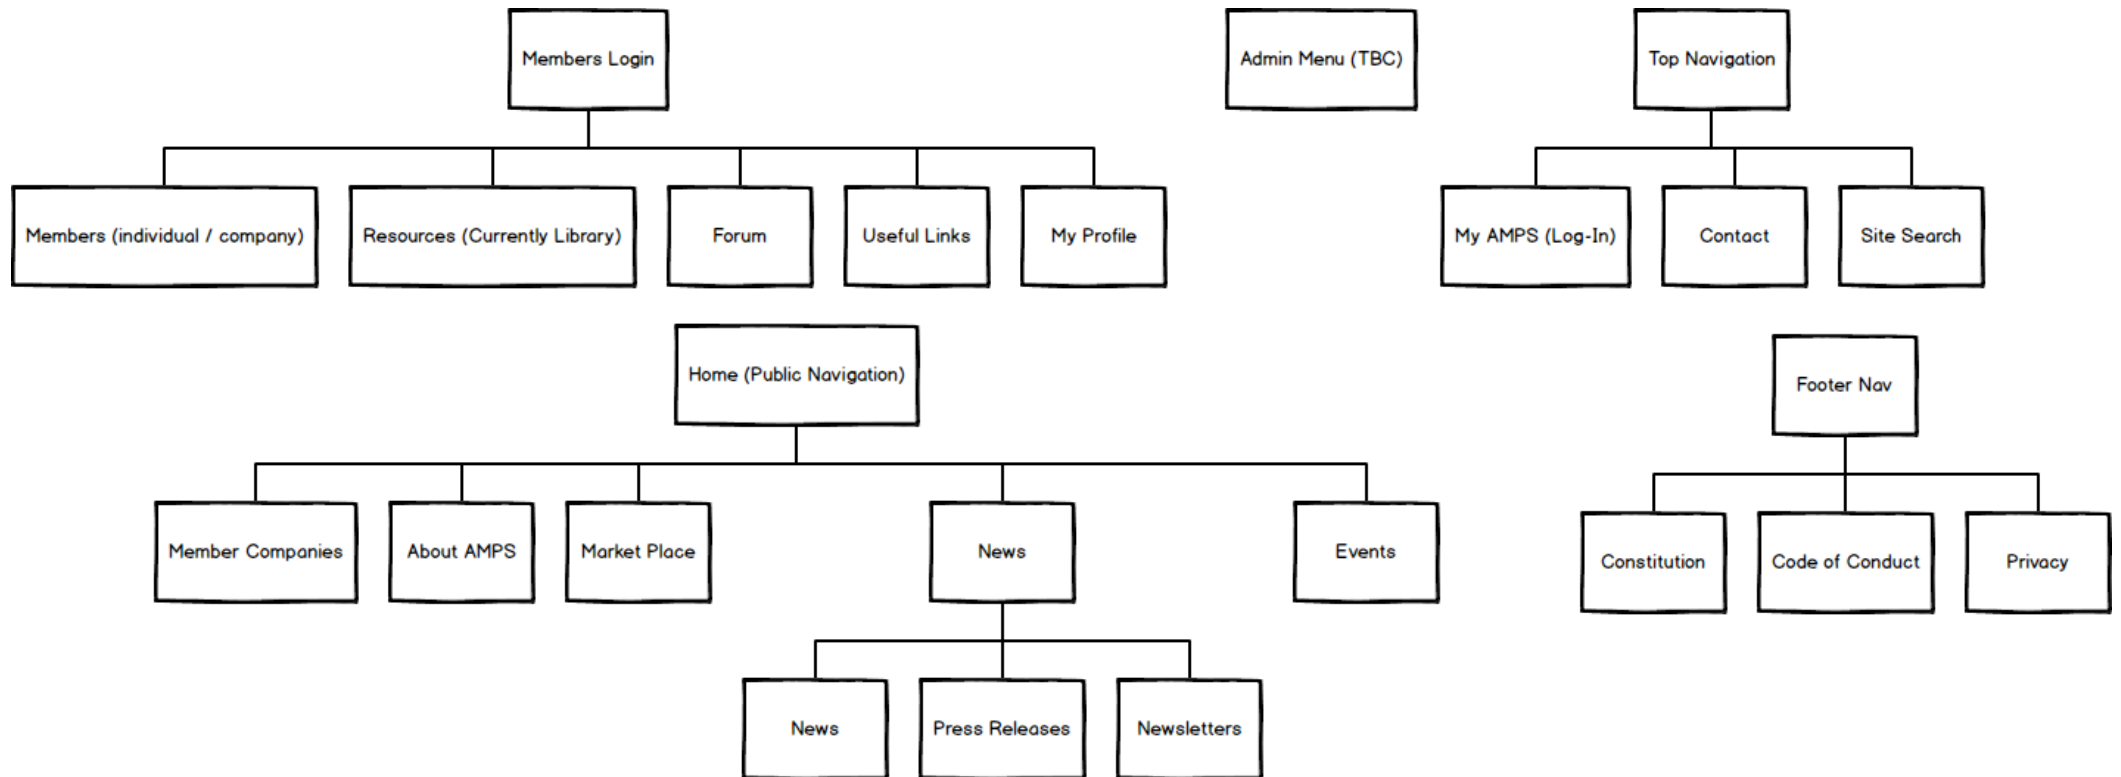 Members Login
Admin Menu (TBC)
Top Navigation
Members (individual / company)
Resources (Currently Library)
Forum
Useful Links
My Profile
My AMPS (Log-In)
Contact
Site Search
Home (Public Navigation)
Footer Nav
Member Companies
About AMPS
Market Place
News
Events
Constitution
Code of Conduct
Privacy
News
Press Releases
Newsletters